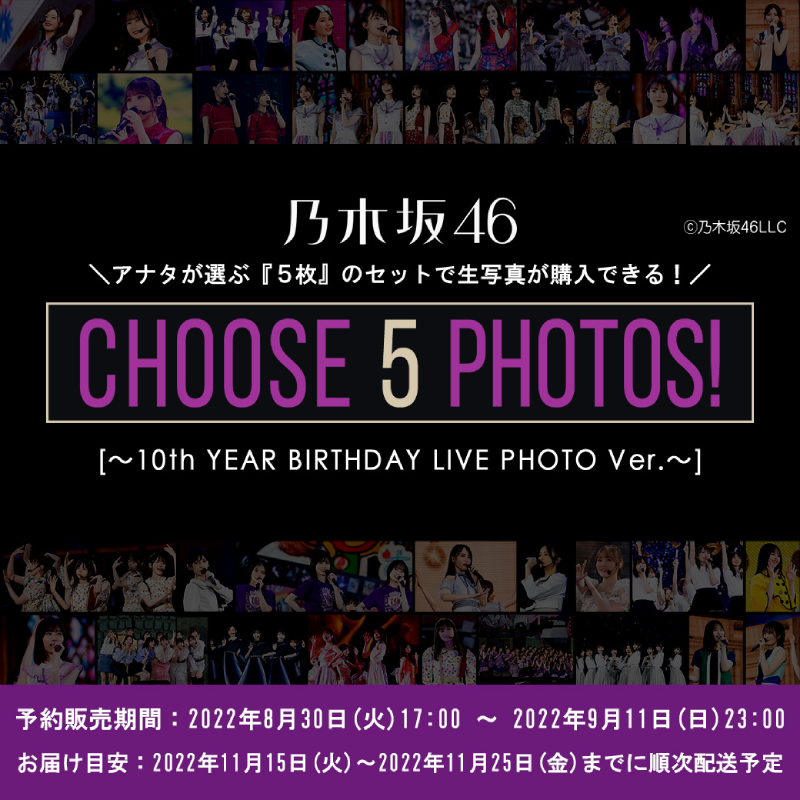 乃木坂46
©乃木坂46LLC
＼アナタが選ぶ『５枚』のセットで生写真が購入できる！／
CHOOSE 5 PHOTOS!
[～10th YEAR BIRTHDAY LIVE PHOTO Ver.～]
予約販売期間：2022年8月30日(火)17:00 ～ 2022年9月11日(日)23:00
お届け目安：2022年11月15日(火)～2022年11月25日(金)までに順次配送予定